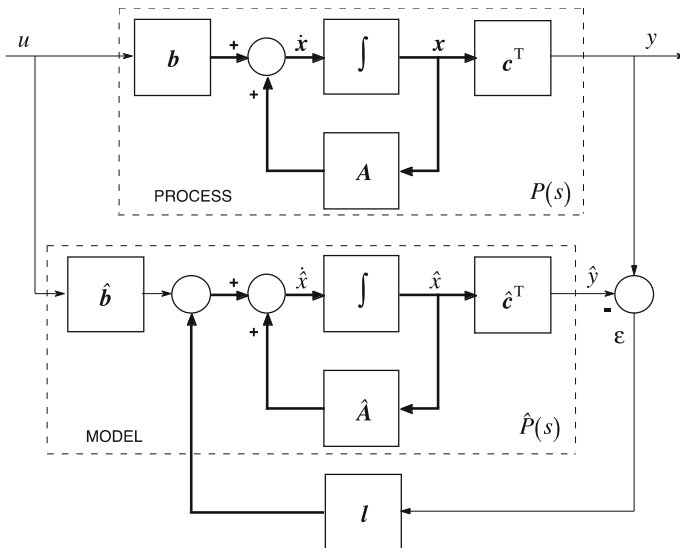 u
b
+
+
ẋ
∫
x
cᵀ
y
A
PROCESS
P(s)
b̂
+
+
x̂̇
∫
x̂
ĉᵀ
ŷ
-
ε
Â
MODEL
P̂(s)
l